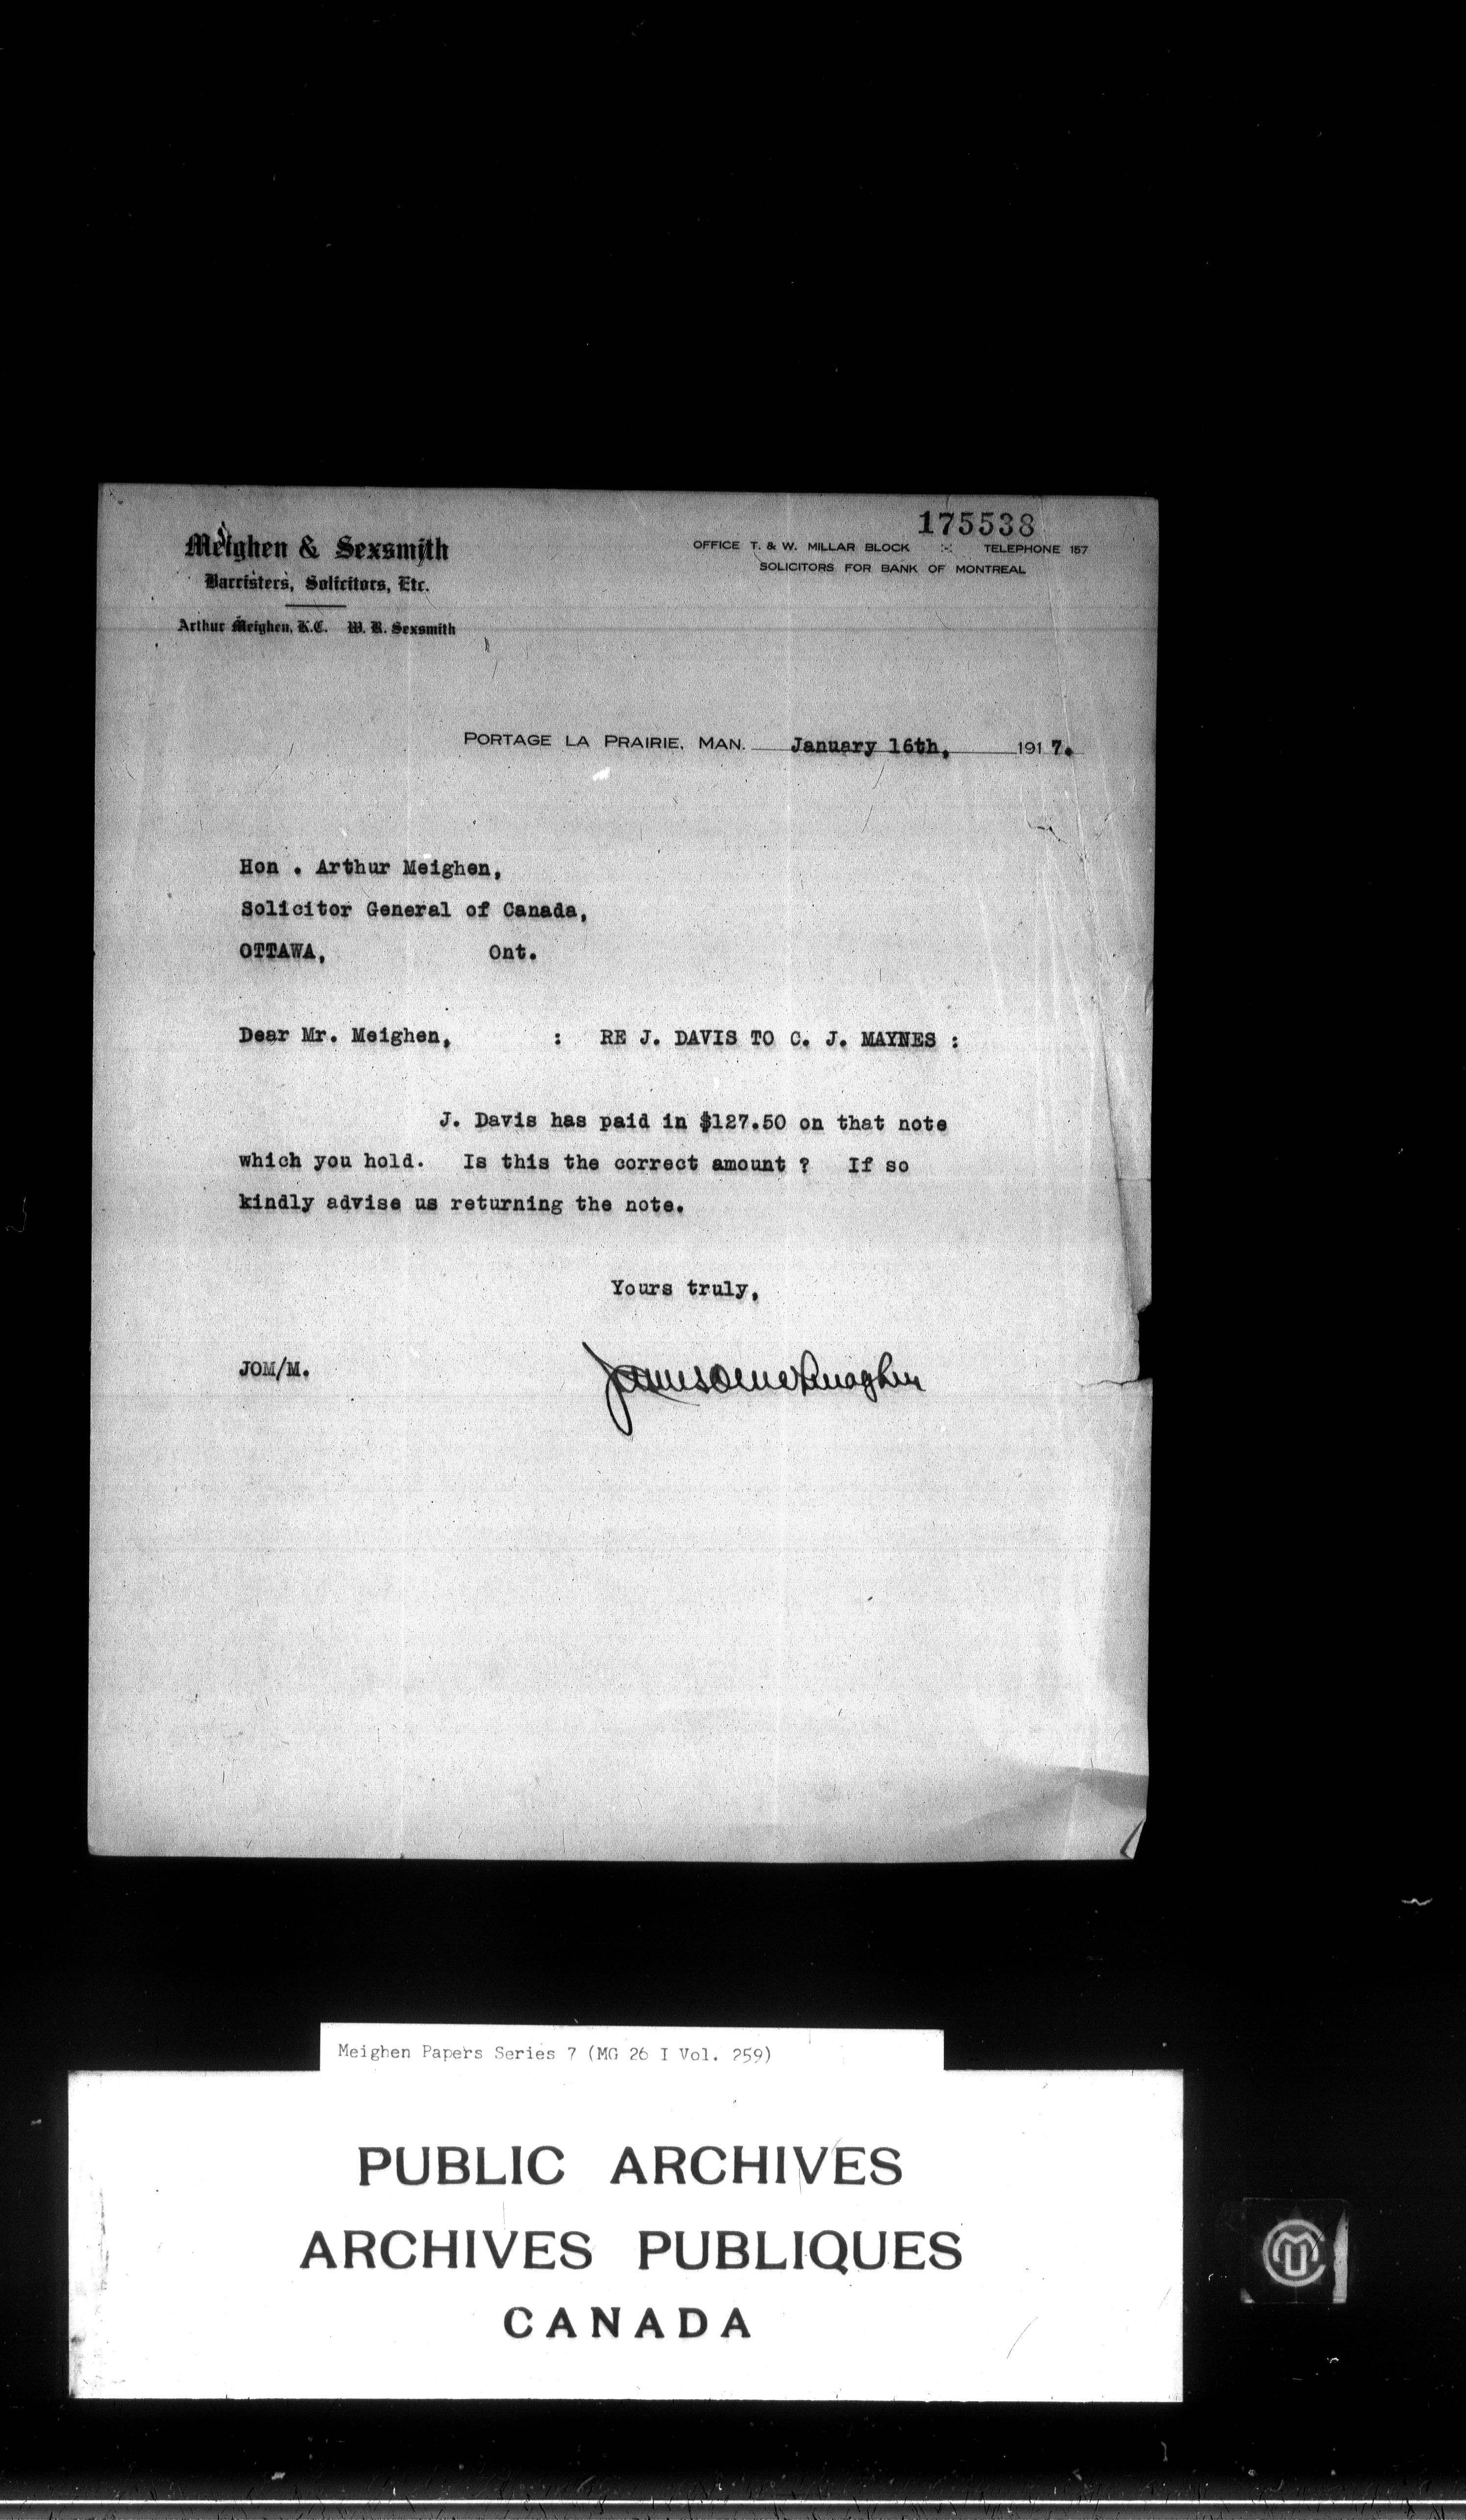 175538
Meighen & Sexsmith
Barristers, Solicitors, Etc.
Arthur Meighen, K.C. W. R. Sexsmith
OFFICE T. & W. MILLAR BLOCK :-: TELEPHONE 157
SOLICITORS FOR BANK OF MONTREAL
PORTAGE LA PRAIRIE, MAN. January 16th, 1917.
Hon . Arthur Meighen,
Solicitor General of Canada,
OTTAWA, Ont.
Dear Mr. Meighen, : RE J. DAVIS TO C. J. MAYNES :
J. Davis has paid in $127.50 on that note
which you hold. Is this the correct amount ? If so
kindly advise us returning the note.
Yours truly,
JOM/M.
Meighen Papers Series 7 (MG 26 I Vol. 259)
PUBLIC ARCHIVES
ARCHIVES PUBLIQUES
CANADA